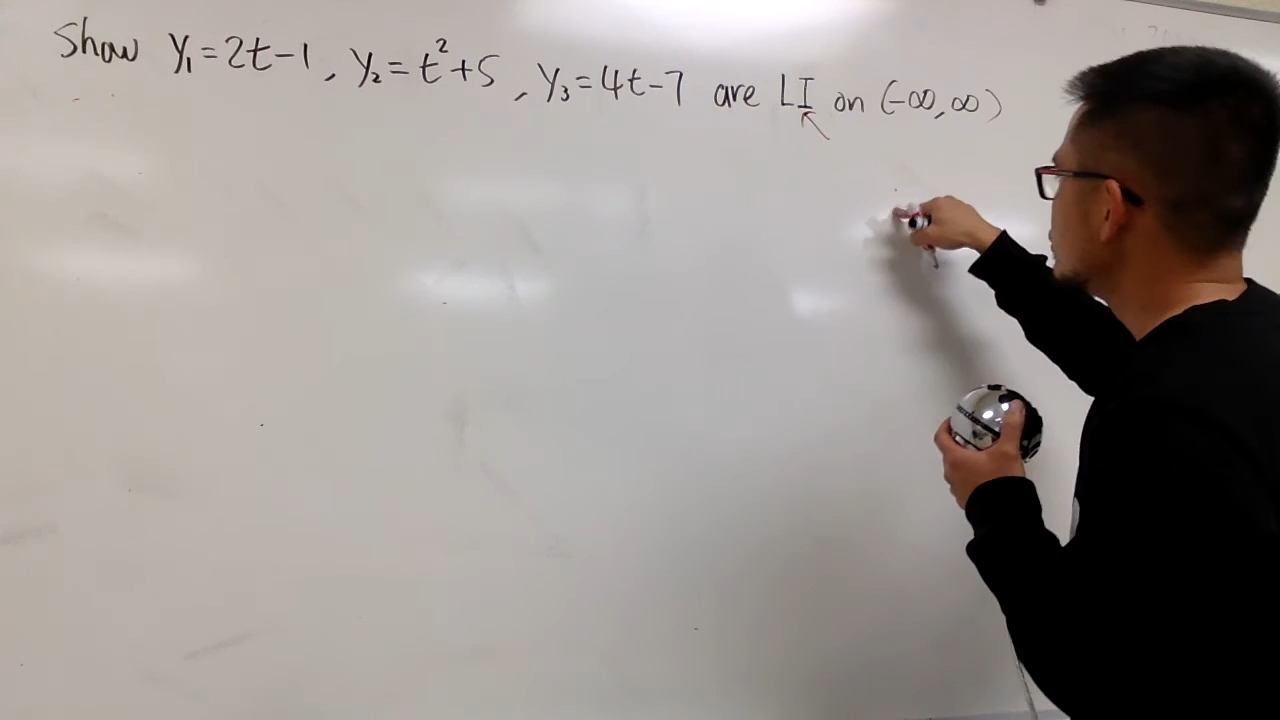 Show y₁=2t-1, y₂=t²+5, y₃=4t-7 are LI on (-∞,∞)